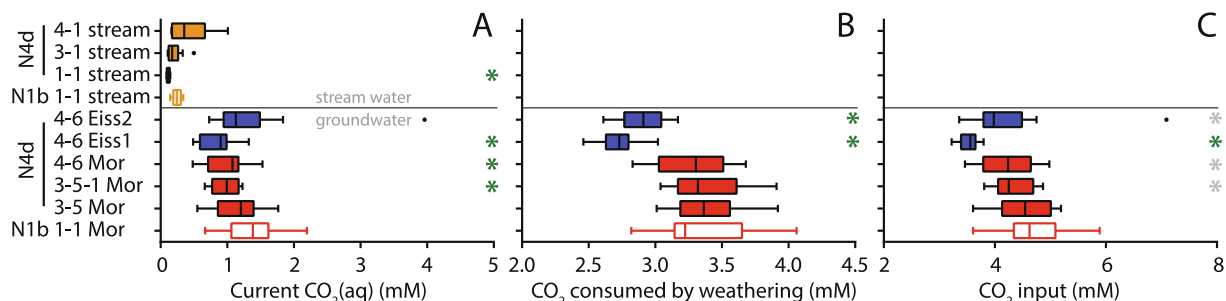 A
B
C
N4d
4-1 stream
3-1 stream
1-1 stream *
N1b 1-1 stream
stream water
groundwater
N4d
4-6 Eiss2 * *
4-6 Eiss1 * * *
4-6 Mor * *
3-5-1 Mor * *
3-5 Mor
N1b 1-1 Mor
0 1 2 3 4 5
2.0 2.5 3.0 3.5 4.0 4.5
2 4 6 8
Current CO2(aq) (mM)
CO2 consumed by weathering (mM)
CO2 input (mM)